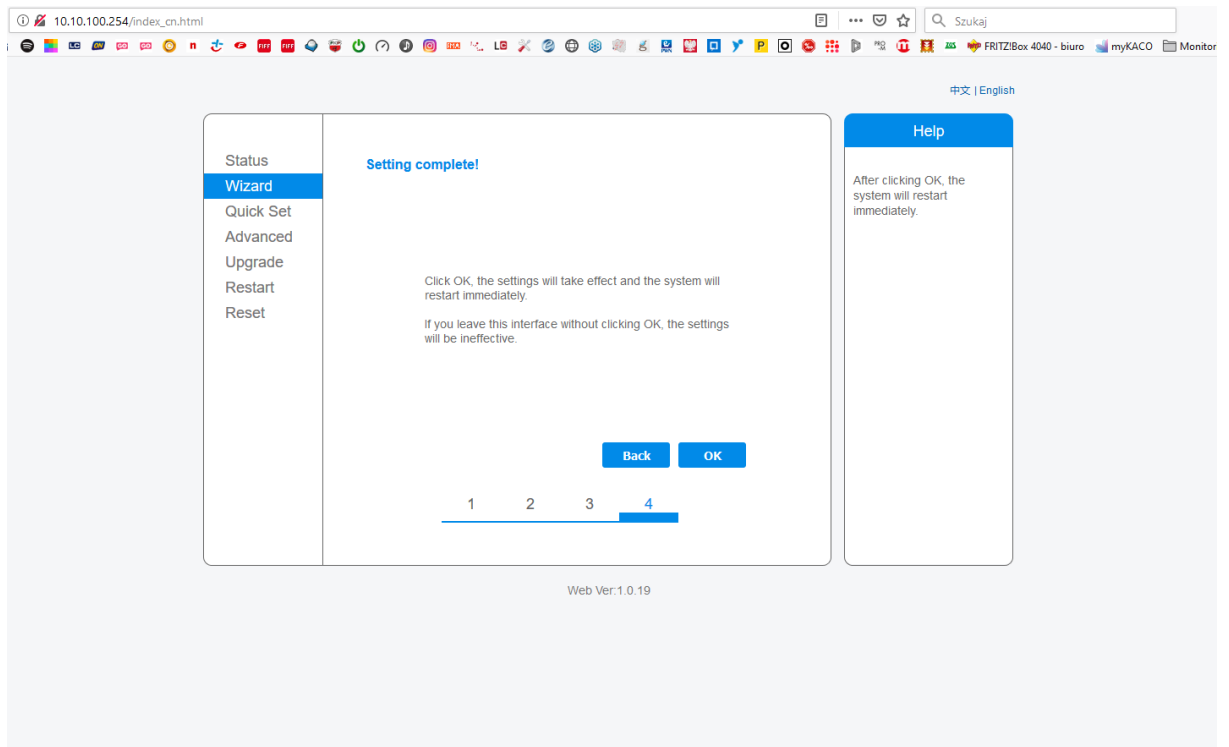 10.10.100.254/index_cn.html
Szukaj
FRITZ!Box 4040 - biuro
myKACO
Monitor
中文 | English
Status
Wizard
Quick Set
Advanced
Upgrade
Restart
Reset
Setting complete!
Click OK, the settings will take effect and the system will
restart immediately.
If you leave this interface without clicking OK, the settings
will be ineffective.
Back
OK
1 2 3 4
Help
After clicking OK, the
system will restart
immediately.
Web Ver:1.0.19